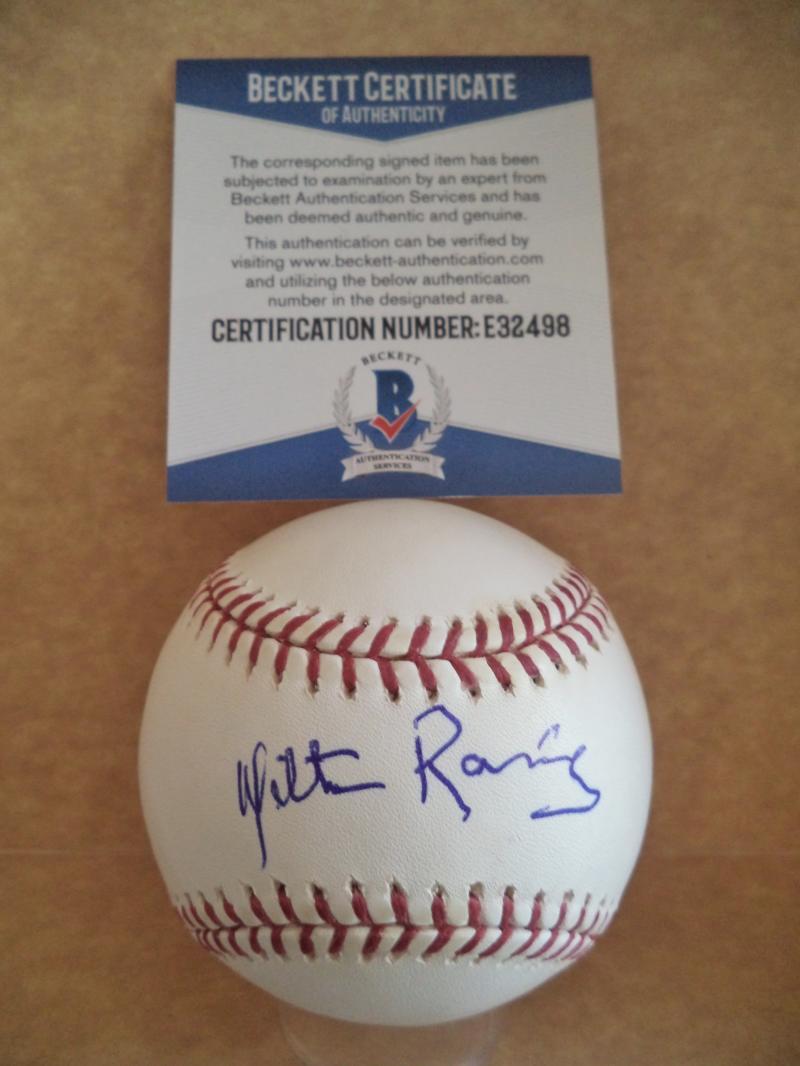 BECKETT CERTIFICATE
OF AUTHENTICITY
The corresponding signed item has been
subjected to examination by an expert from
Beckett Authentication Services and has
been deemed authentic and genuine.
This authentication can be verified by
visiting www.beckett-authentication.com
and utilizing the below authentication
number in the designated area.
CERTIFICATION NUMBER: E32498
BECKETT
B
AUTHENTICATION
SERVICES